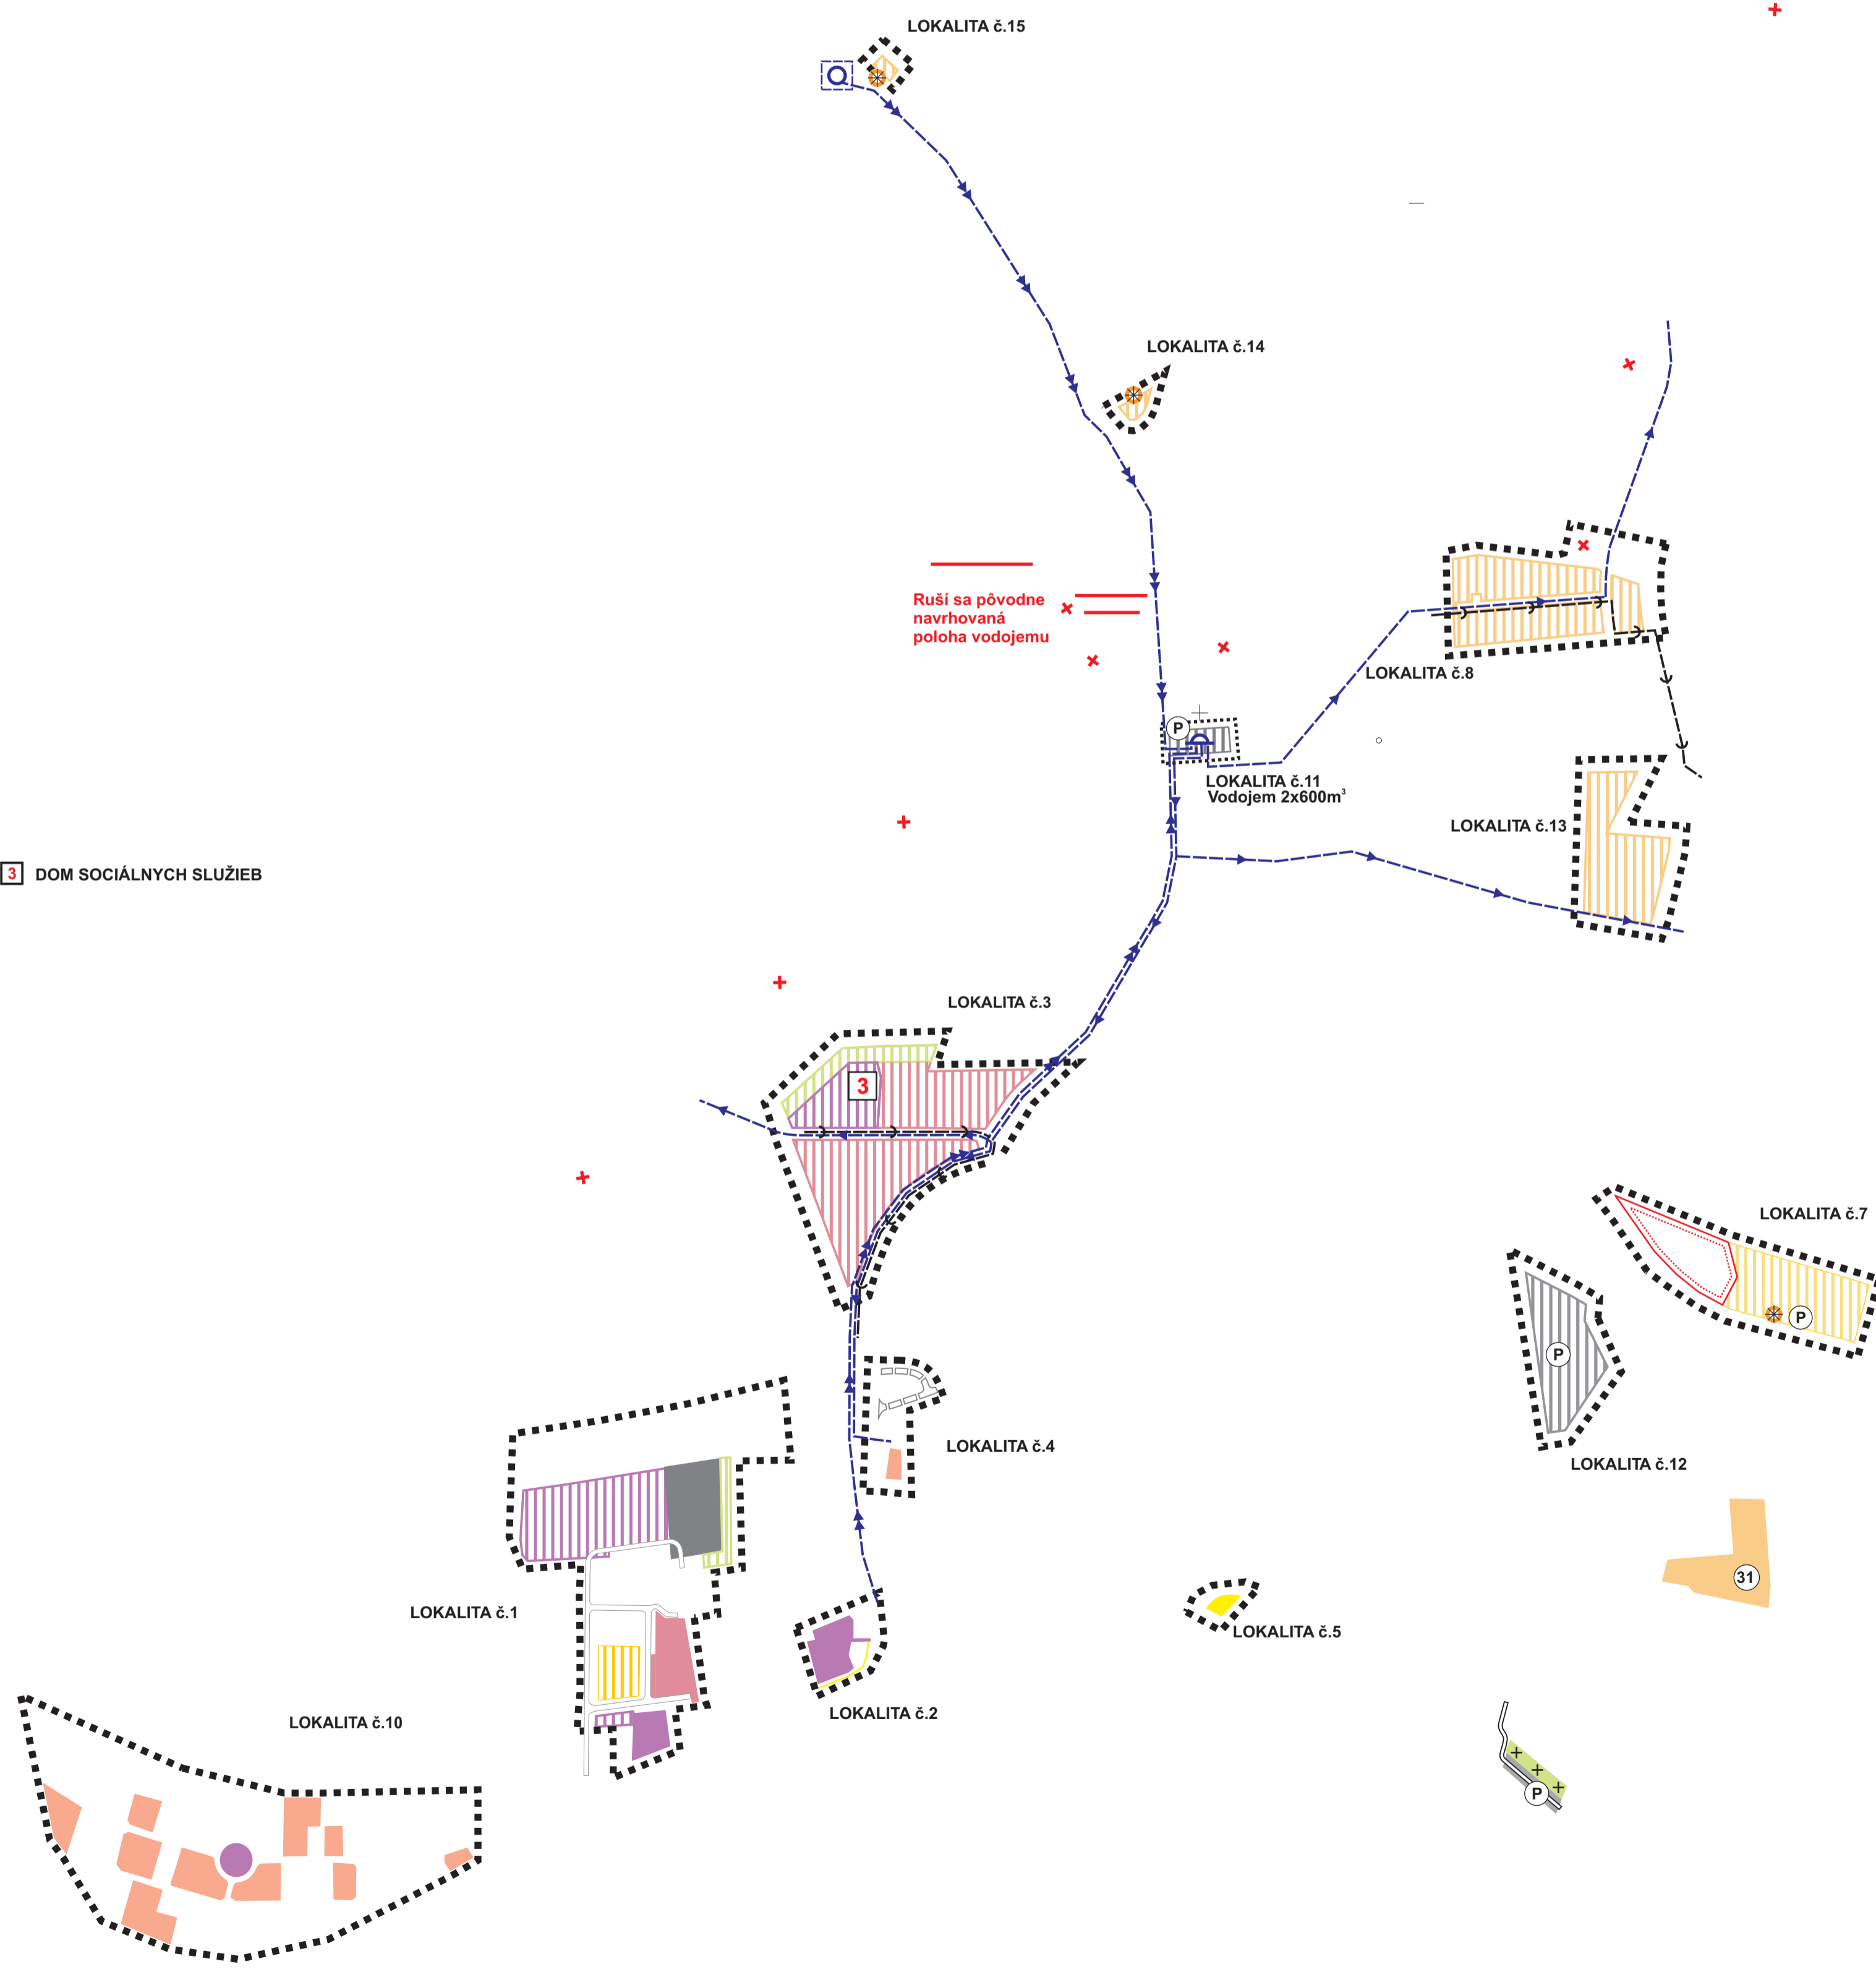 LOKALITA č.15
LOKALITA č.14
Ruší sa pôvodne
navrhovaná
poloha vodojemu
LOKALITA č.8
P
LOKALITA č.11
Vodojem 2x600m³
LOKALITA č.13
3 DOM SOCIÁLNYCH SLUŽIEB
LOKALITA č.3
3
LOKALITA č.7
P
P
LOKALITA č.4
LOKALITA č.12
31
LOKALITA č.1
LOKALITA č.5
LOKALITA č.2
LOKALITA č.10
P